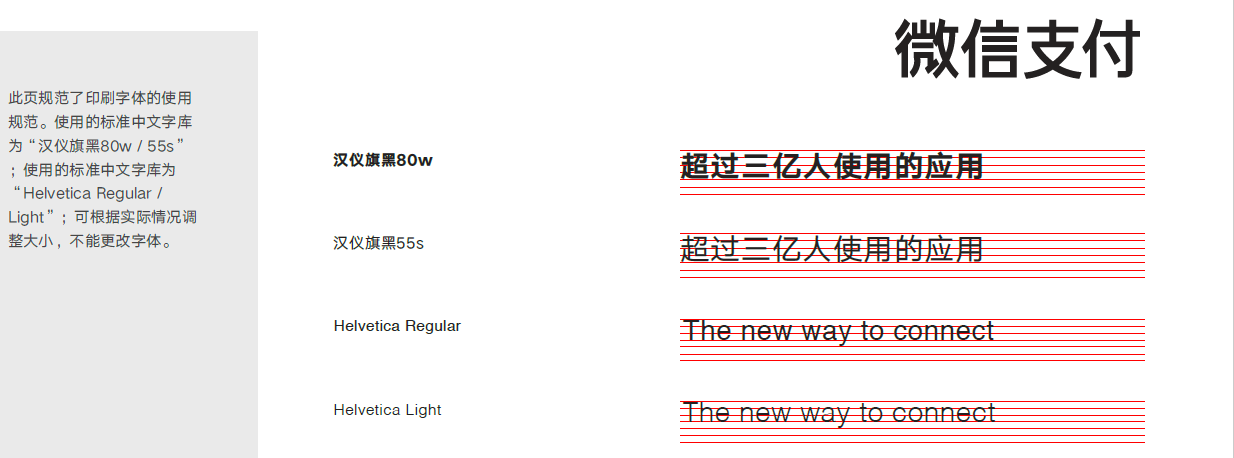 微信支付
此页规范了印刷字体的使用
规范。使用的标准中文字库
为“汉仪旗黑80w / 55s”
；使用的标准中文字库为
“Helvetica Regular /
Light”；可根据实际情况调
整大小，不能更改字体。
汉仪旗黑80w
超过三亿人使用的应用
汉仪旗黑55s
超过三亿人使用的应用
Helvetica Regular
The new way to connect
Helvetica Light
The new way to connect